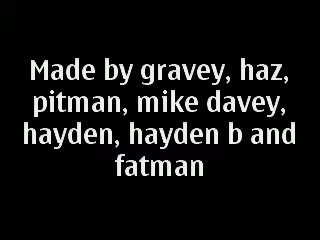 Made by gravey, haz,
pitman, mike davey,
hayden, hayden b and
fatman